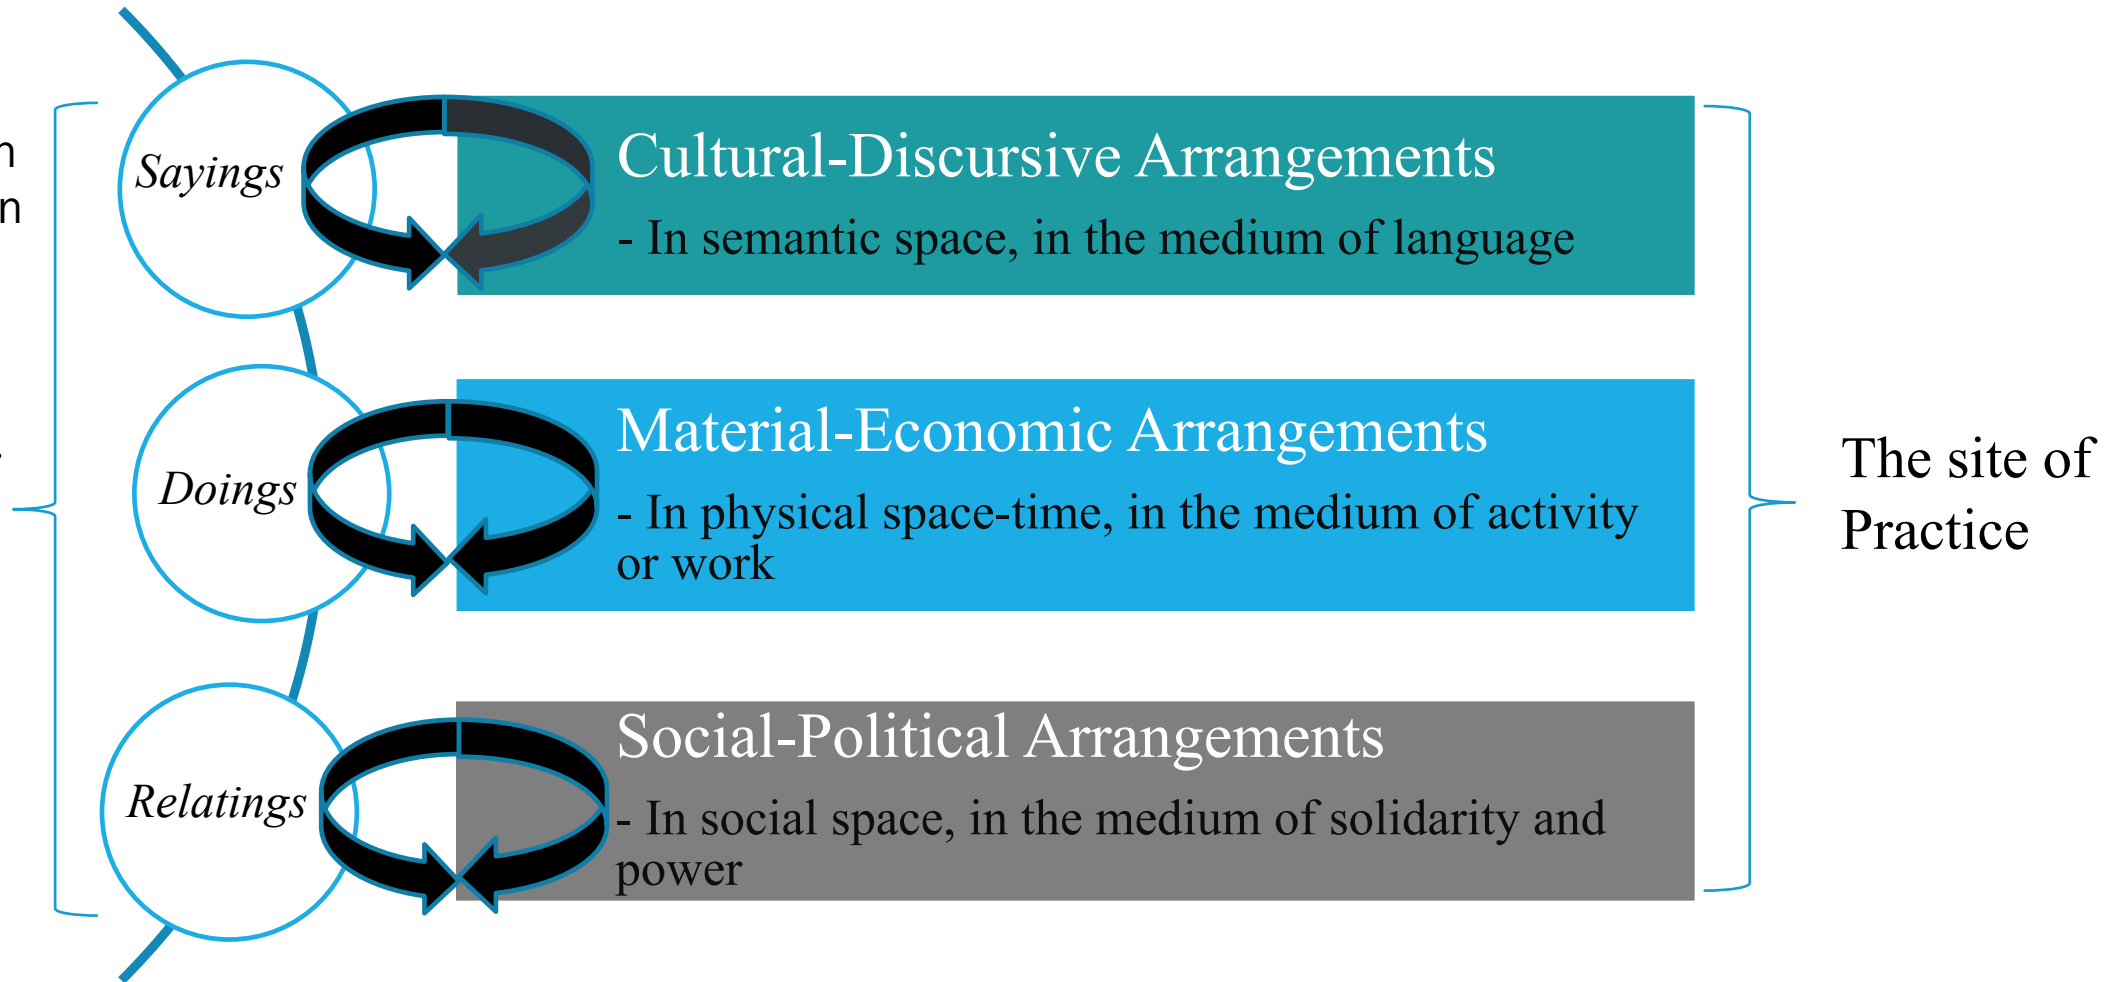 Sayings
Cultural-Discursive Arrangements
- In semantic space, in the medium of language
Doings
Material-Economic Arrangements
- In physical space-time, in the medium of activity
or work
Relatings
Social-Political Arrangements
- In social space, in the medium of solidarity and
power
The site of
Practice